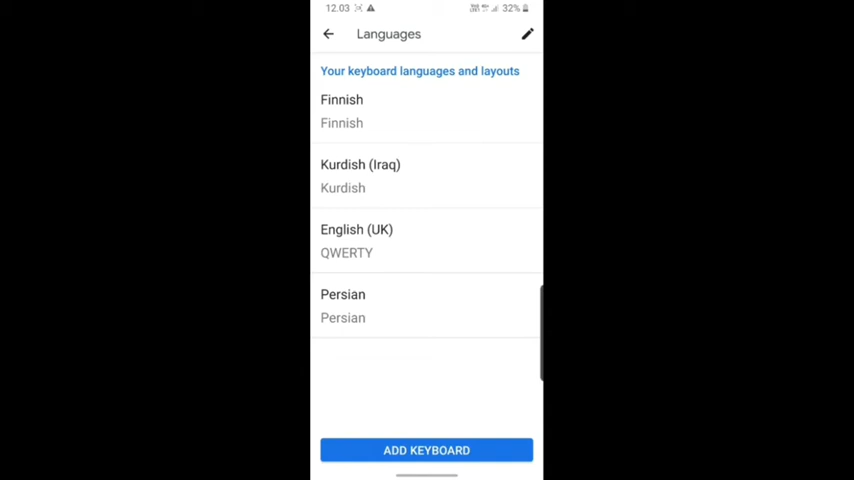 12.03 32%
Languages
Your keyboard languages and layouts
Finnish
Finnish
Kurdish (Iraq)
Kurdish
English (UK)
QWERTY
Persian
Persian
ADD KEYBOARD